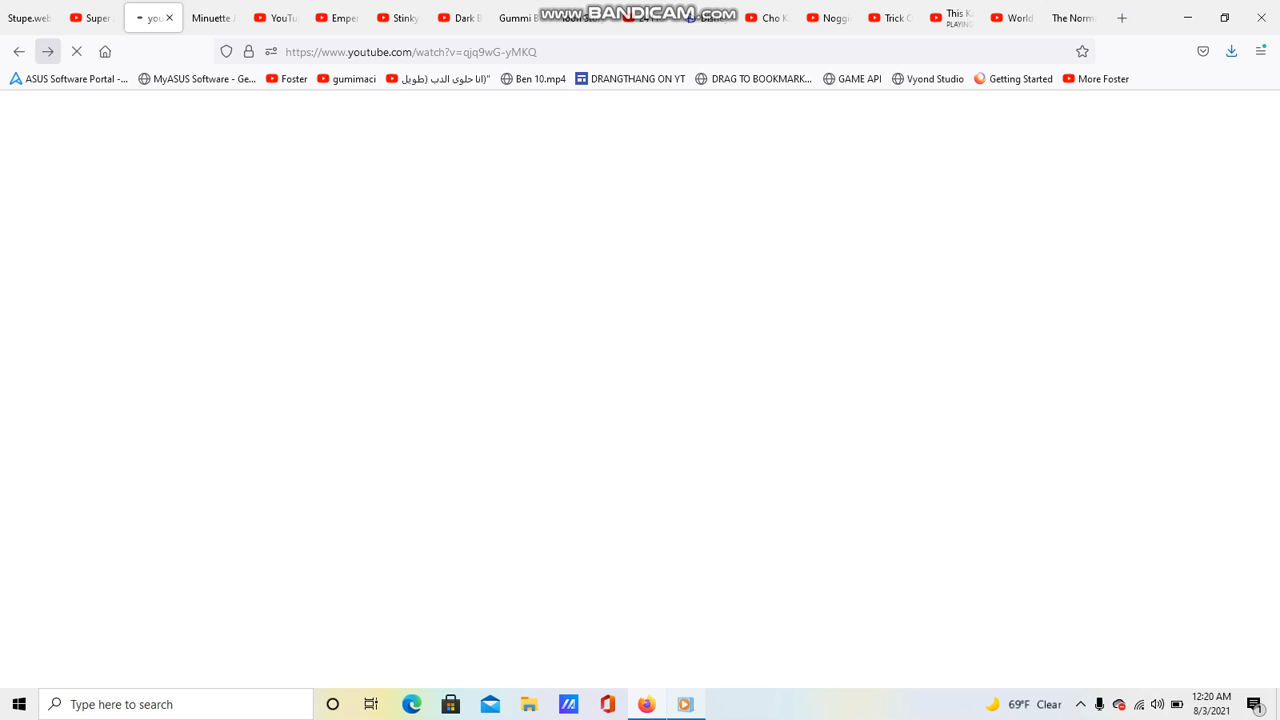 www.BANDICAM.com
Stupe.web Super you Minuette YouTu Emper Stinky Dark B Gummi B Cho K Noggi Trick O This K World The Norm
PLAYING
https://www.youtube.com/watch?v=qjq9wG-yMKQ
ASUS Software Portal -... MyASUS Software - Ge... Foster gumimaci "انا حلوى الدب (طويل) Ben 10.mp4 DRANGTHANG ON YT DRAG TO BOOKMARK... GAME API Vyond Studio Getting Started More Foster
Type here to search
69°F Clear
12:20 AM
8/3/2021
1